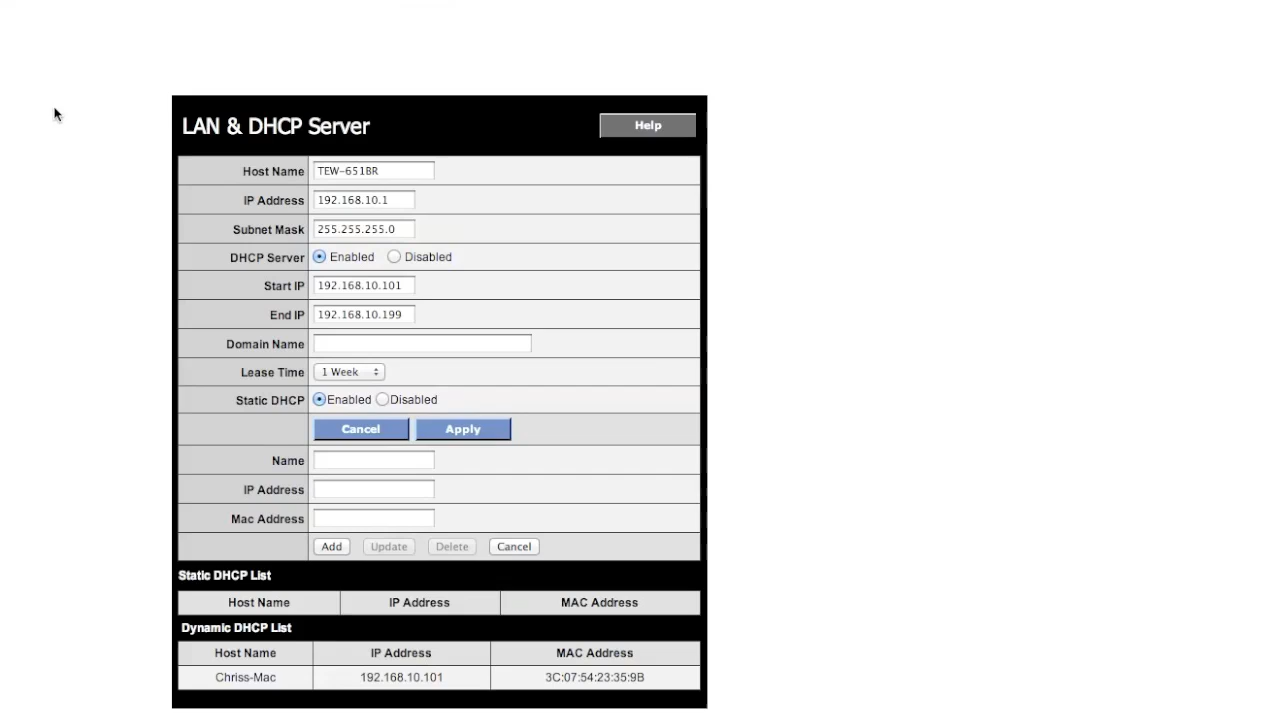 LAN & DHCP Server
Help
Host Name TEW-651BR
IP Address 192.168.10.1
Subnet Mask 255.255.255.0
DHCP Server Enabled Disabled
Start IP 192.168.10.101
End IP 192.168.10.199
Domain Name
Lease Time 1 Week
Static DHCP Enabled Disabled
Cancel Apply
Name
IP Address
Mac Address
Add Update Delete Cancel
Static DHCP List
Host Name IP Address MAC Address
Dynamic DHCP List
Host Name IP Address MAC Address
Chriss-Mac 192.168.10.101 3C:07:54:23:35:9B